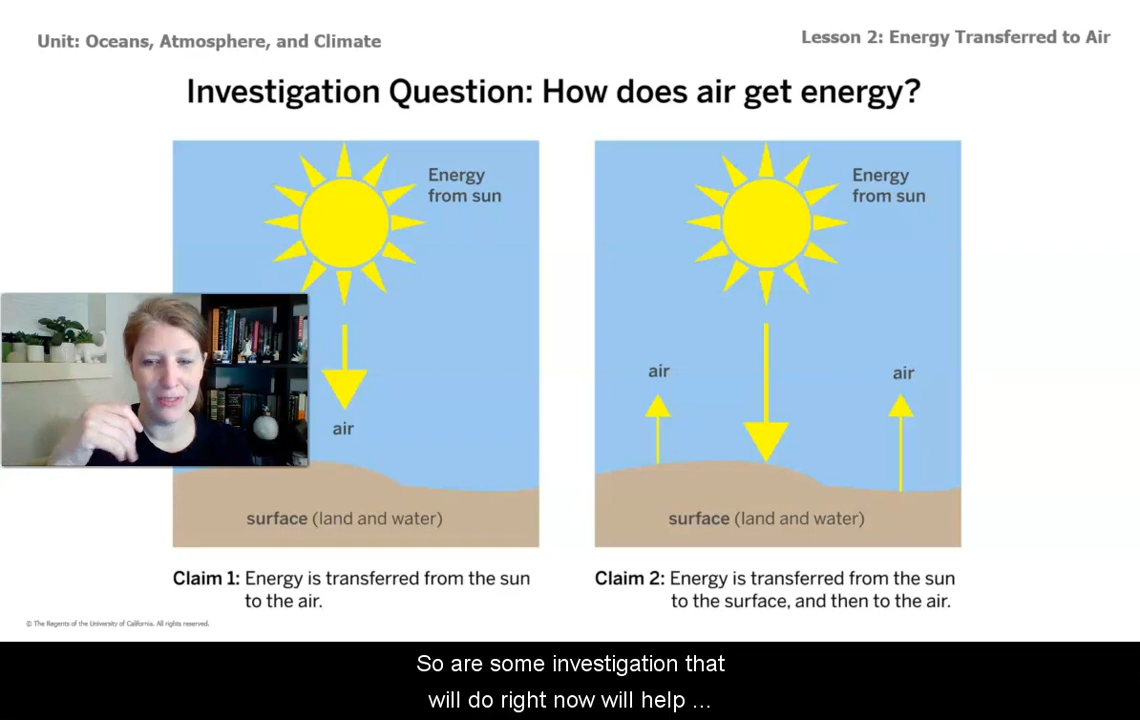 Unit: Oceans, Atmosphere, and Climate
Lesson 2: Energy Transferred to Air
Investigation Question: How does air get energy?
Energy
from sun
air
surface (land and water)
Claim 1: Energy is transferred from the sun
to the air.
Energy
from sun
air
air
surface (land and water)
Claim 2: Energy is transferred from the sun
to the surface, and then to the air.
© The Regents of the University of California. All rights reserved.
So are some investigation that
will do right now will help ...